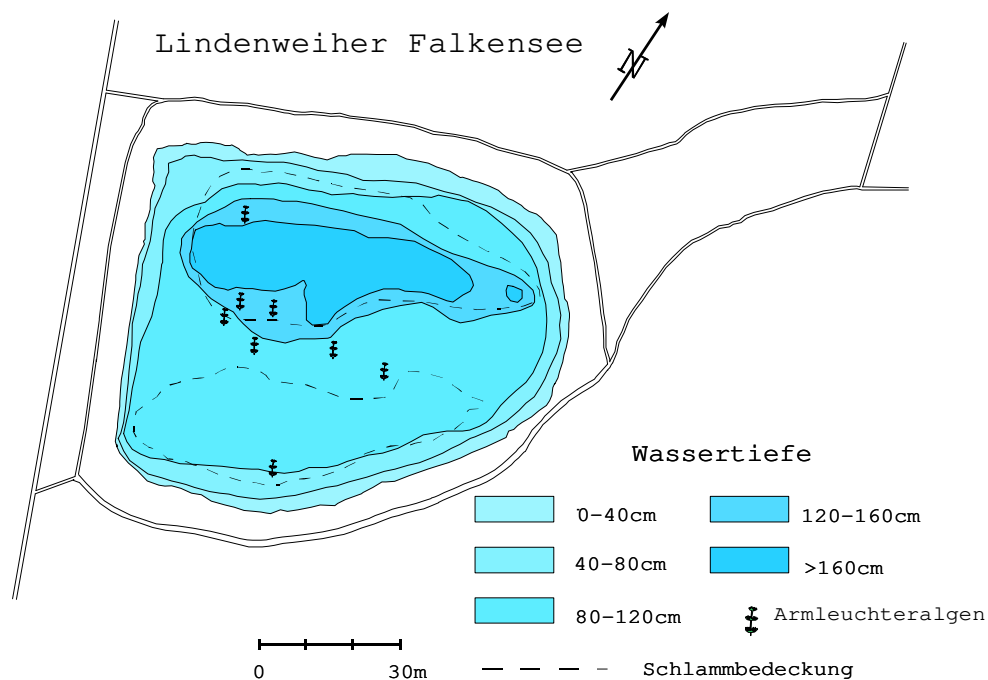 Lindenweiher Falkensee
N
Wassertiefe
0-40cm
120-160cm
40-80cm
>160cm
80-120cm
Armleuchteralgen
0 30m
Schlammbedeckung